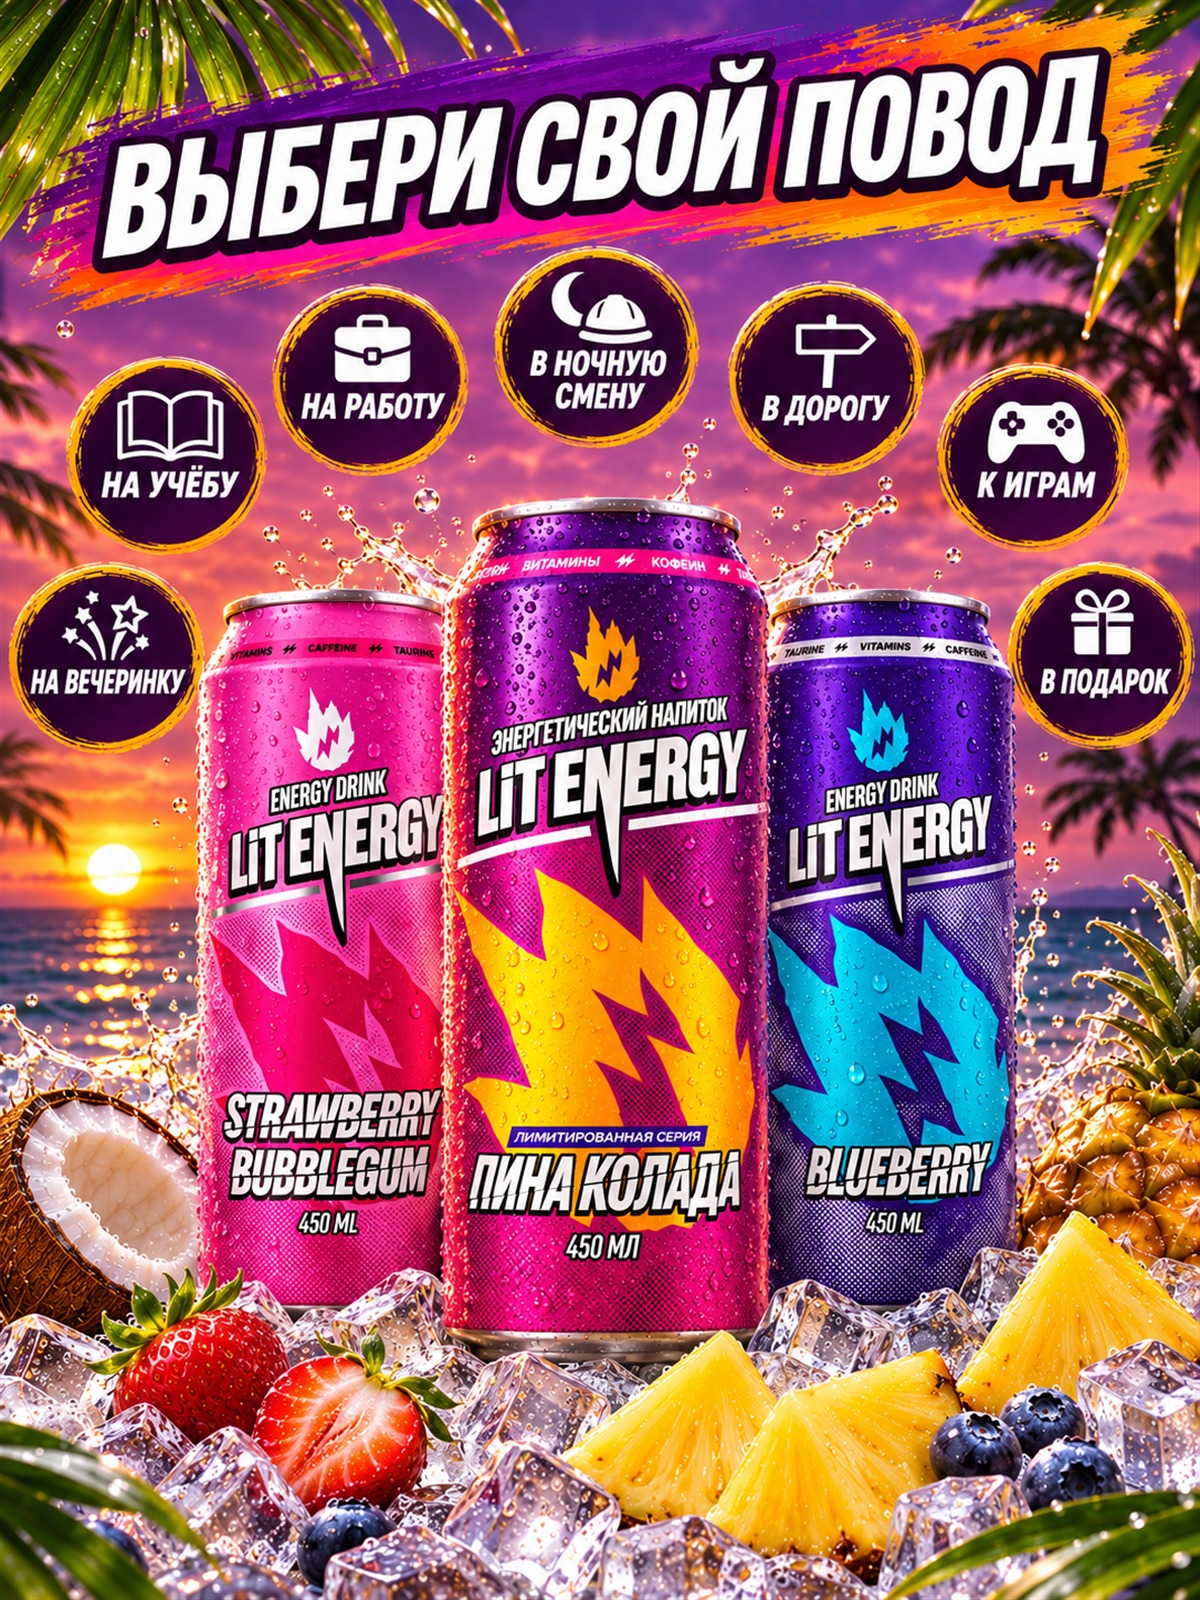 ВЫБЕРИ СВОЙ ПОВОД
В НОЧНУЮ
СМЕНУ
НА РАБОТУ
В ДОРОГУ
НА УЧЁБУ
К ИГРАМ
НА ВЕЧЕРИНКУ
В ПОДАРОК
VITAMINS CAFFEINE TAURINE
ENERGY DRINK
LiT ENERGY
STRAWBERRY
BUBBLEGUM
450 ML
ВИТАМИНЫ КОФЕИН
ЭНЕРГЕТИЧЕСКИЙ НАПИТОК
LiT ENERGY
ЛИМИТИРОВАННАЯ СЕРИЯ
ПИНА КОЛАДА
450 МЛ
TAURINE VITAMINS CAFFEINE
ENERGY DRINK
LiT ENERGY
BLUEBERRY
450 ML